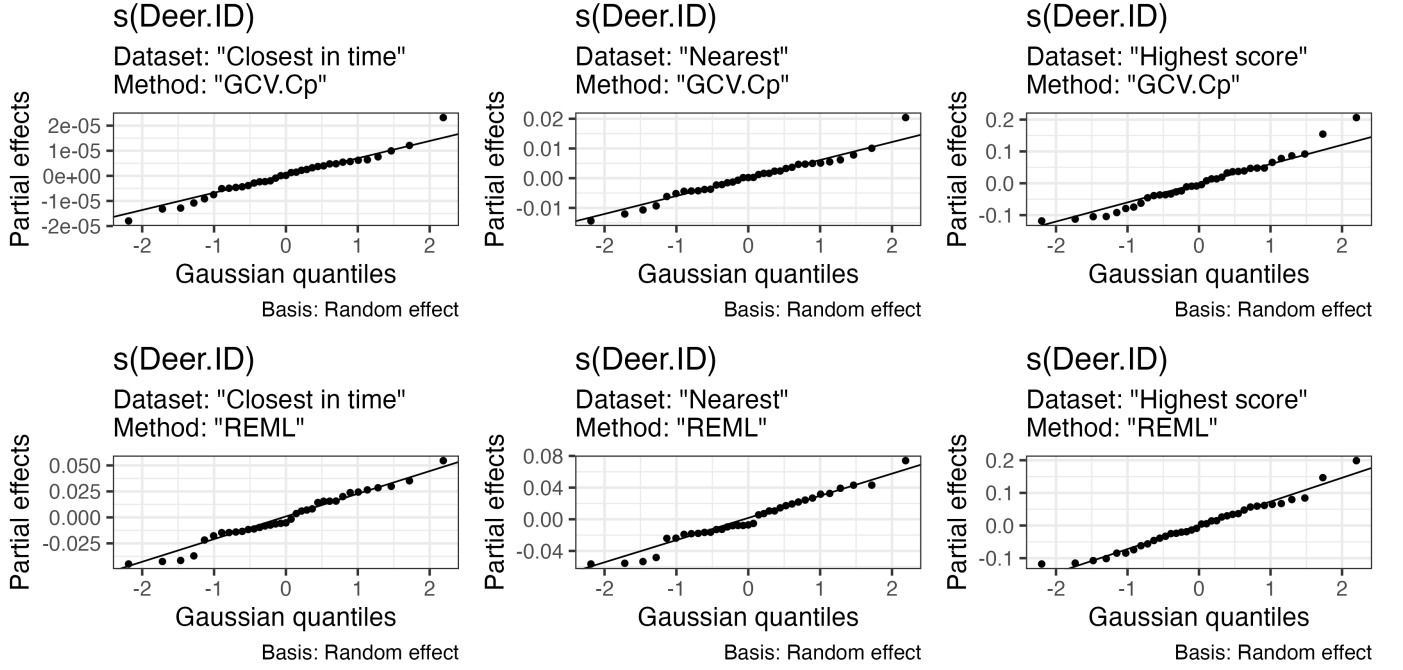 s(Deer.ID)
Dataset: "Closest in time"
Method: "GCV.Cp"
Partial effects
2e-05
1e-05
0e+00
-1e-05
-2e-05
-2 -1 0 1 2
Gaussian quantiles
Basis: Random effect
s(Deer.ID)
Dataset: "Nearest"
Method: "GCV.Cp"
Partial effects
0.02
0.01
0.00
-0.01
-2 -1 0 1 2
Gaussian quantiles
Basis: Random effect
s(Deer.ID)
Dataset: "Highest score"
Method: "GCV.Cp"
Partial effects
0.2
0.1
0.0
-0.1
-2 -1 0 1 2
Gaussian quantiles
Basis: Random effect
s(Deer.ID)
Dataset: "Closest in time"
Method: "REML"
Partial effects
0.050
0.025
0.000
-0.025
-2 -1 0 1 2
Gaussian quantiles
Basis: Random effect
s(Deer.ID)
Dataset: "Nearest"
Method: "REML"
Partial effects
0.08
0.04
0.00
-0.04
-2 -1 0 1 2
Gaussian quantiles
Basis: Random effect
s(Deer.ID)
Dataset: "Highest score"
Method: "REML"
Partial effects
0.2
0.1
0.0
-0.1
-2 -1 0 1 2
Gaussian quantiles
Basis: Random effect